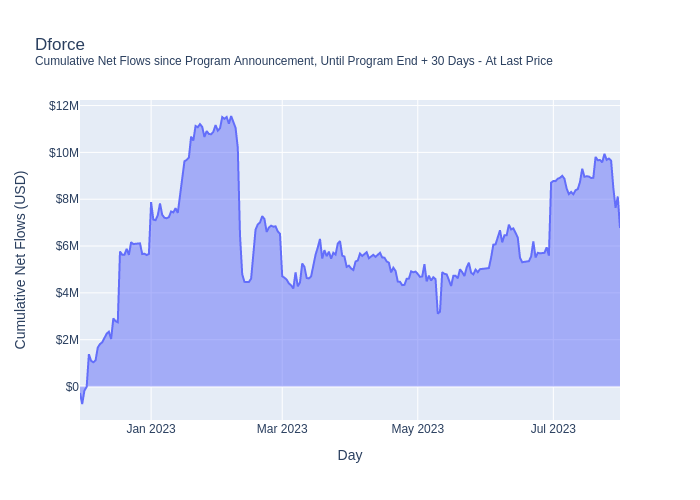 Dforce
Cumulative Net Flows since Program Announcement, Until Program End + 30 Days - At Last Price
Cumulative Net Flows (USD)
$12M
$10M
$8M
$6M
$4M
$2M
$0
Jan 2023
Mar 2023
May 2023
Jul 2023
Day